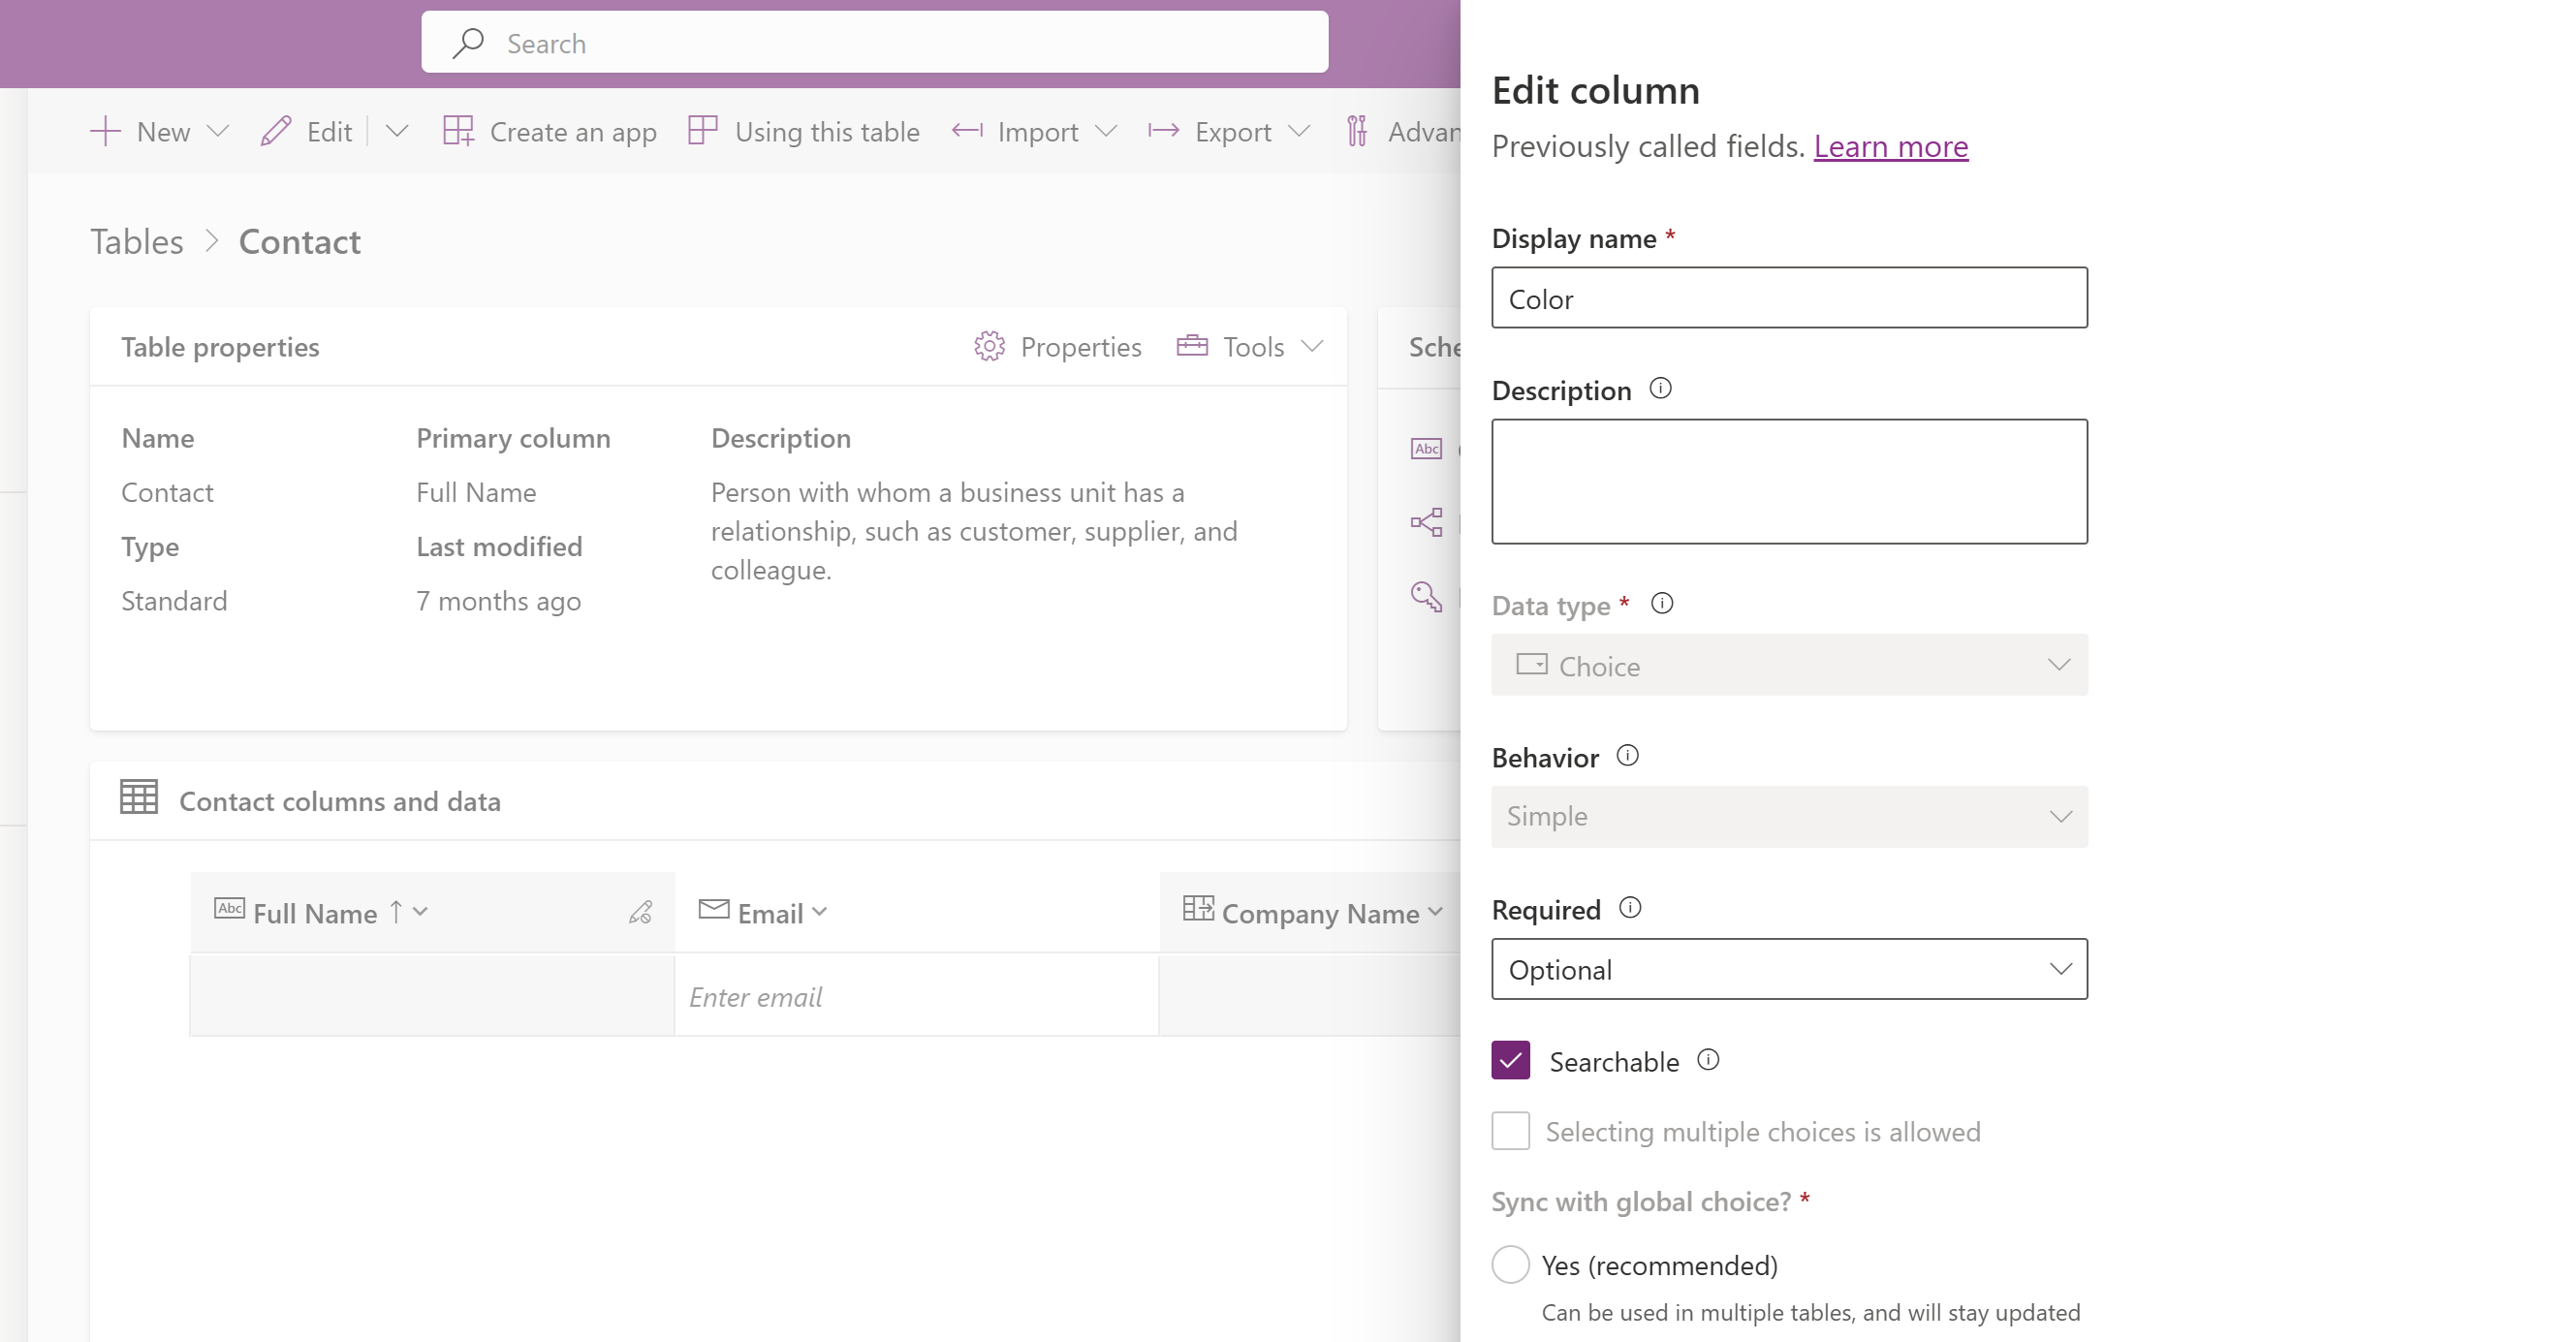 Search
New
Edit
Create an app
Using this table
Import
Export
Tables > Contact
Table properties
Properties
Tools
Name
Primary column
Description
Contact
Full Name
Person with whom a business unit has a
relationship, such as customer, supplier, and
colleague.
Type
Last modified
Standard
7 months ago
Abc
Contact columns and data
Abc Full Name ↑
Email
Company Name
Enter email
Edit column
Previously called fields. Learn more
Display name *
Color
Description
Data type *
Choice
Behavior
Simple
Required
Optional
Searchable
Selecting multiple choices is allowed
Sync with global choice? *
Yes (recommended)
Can be used in multiple tables, and will stay updated